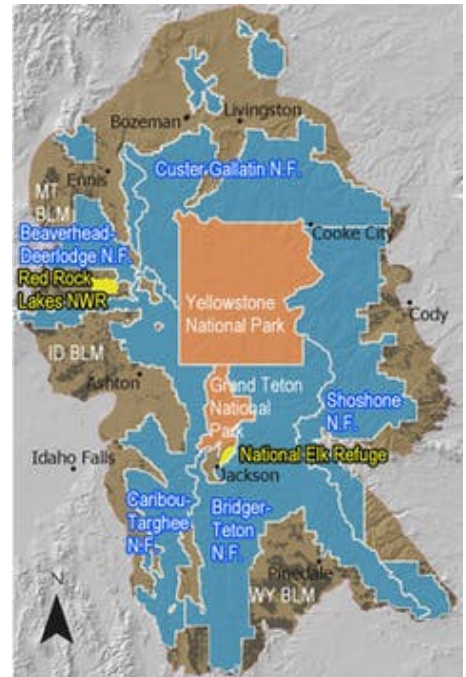 Livingston
Bozeman
Custer Gallatin N.F.
Ennis
MT
BLM
Beaverhead-
Deerlodge N.F.
Cooke City
Red Rock
Lakes NWR
Yellowstone
National Park
Cody
ID BLM
Ashton
Grand Teton
National
Park
Shoshone
N.F.
Idaho Falls
National Elk Refuge
Jackson
Caribou-
Targhee
N.F.
Bridger-
Teton
N.F.
Pinedale
WY BLM
N